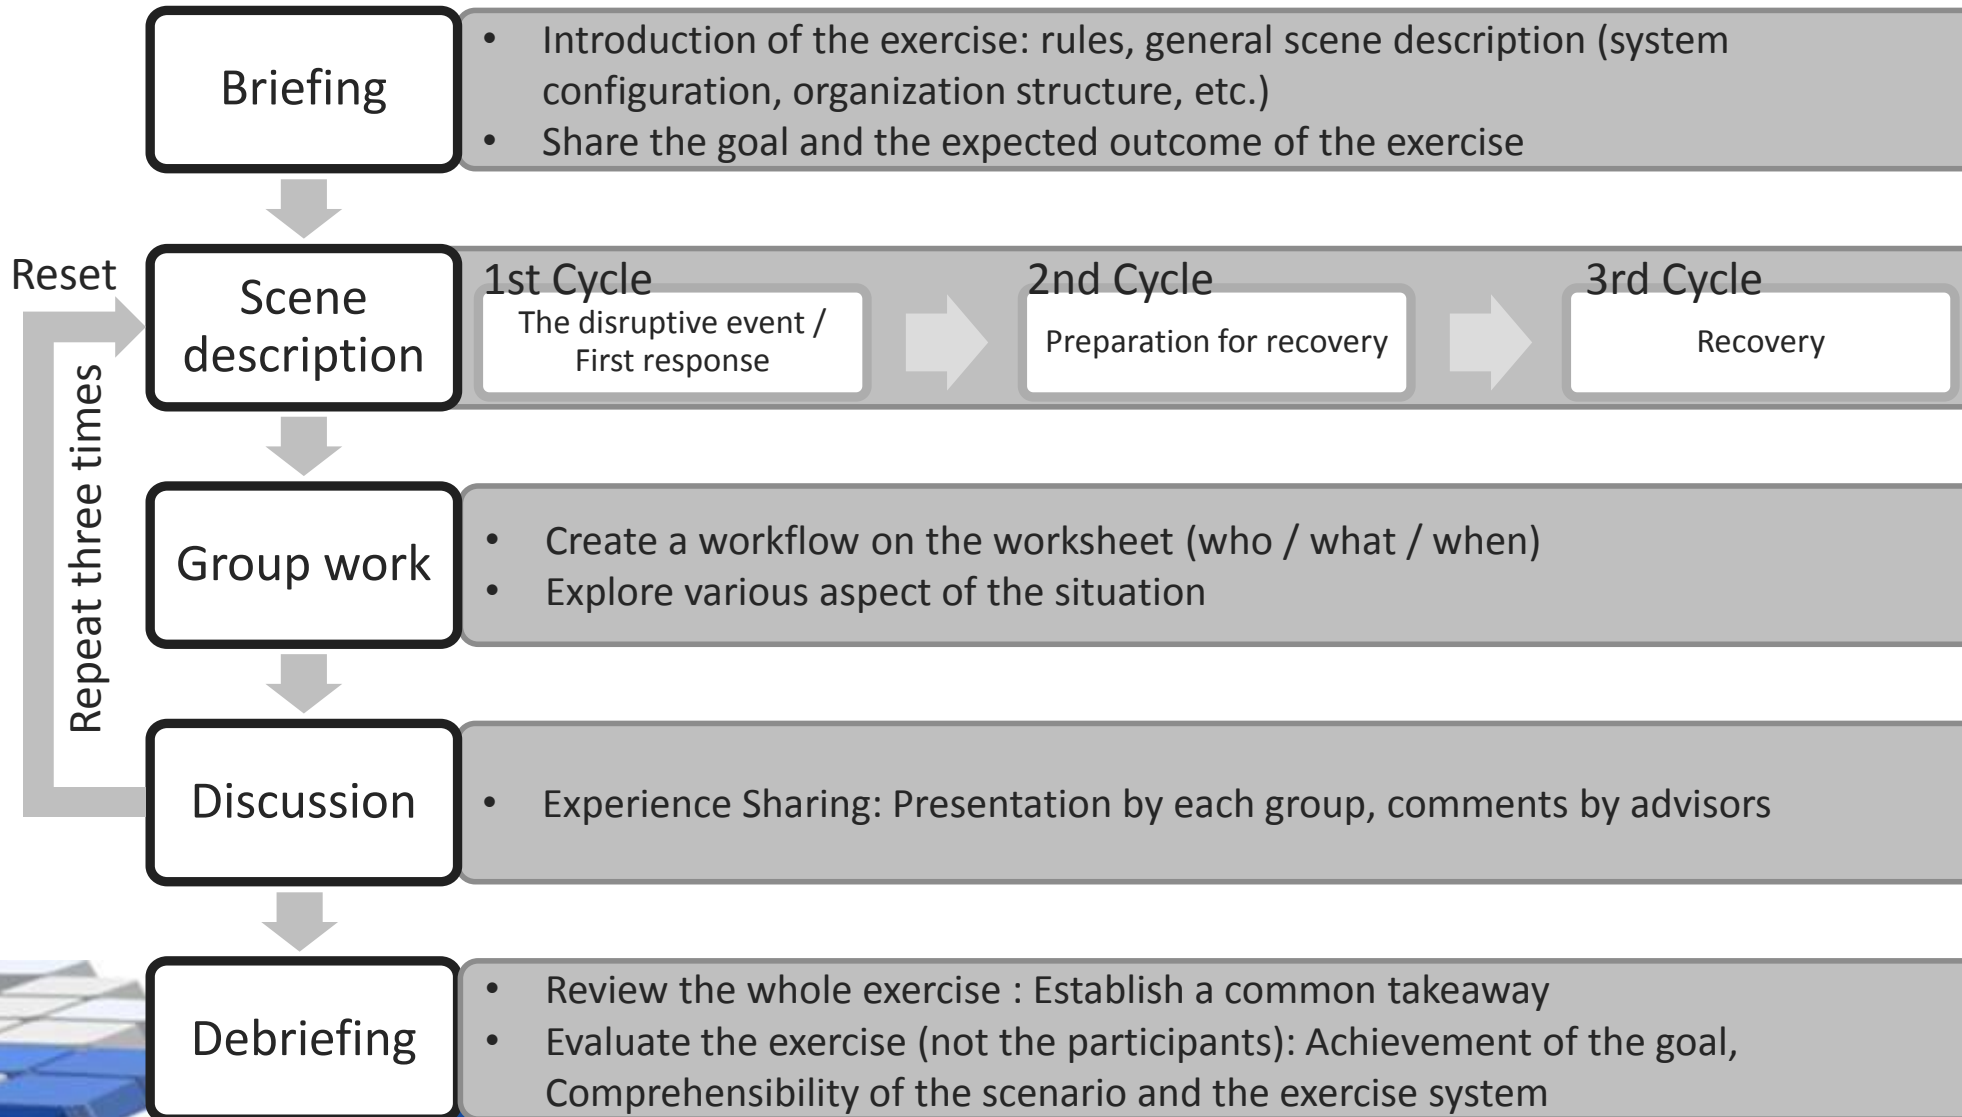 Briefing
• Introduction of the exercise: rules, general scene description (system
configuration, organization structure, etc.)
• Share the goal and the expected outcome of the exercise
Reset
Repeat three times
Scene
description
1st Cycle
The disruptive event /
First response
2nd Cycle
Preparation for recovery
3rd Cycle
Recovery
Group work
• Create a workflow on the worksheet (who / what / when)
• Explore various aspect of the situation
Discussion
• Experience Sharing: Presentation by each group, comments by advisors
Debriefing
• Review the whole exercise : Establish a common takeaway
• Evaluate the exercise (not the participants): Achievement of the goal,
Comprehensibility of the scenario and the exercise system